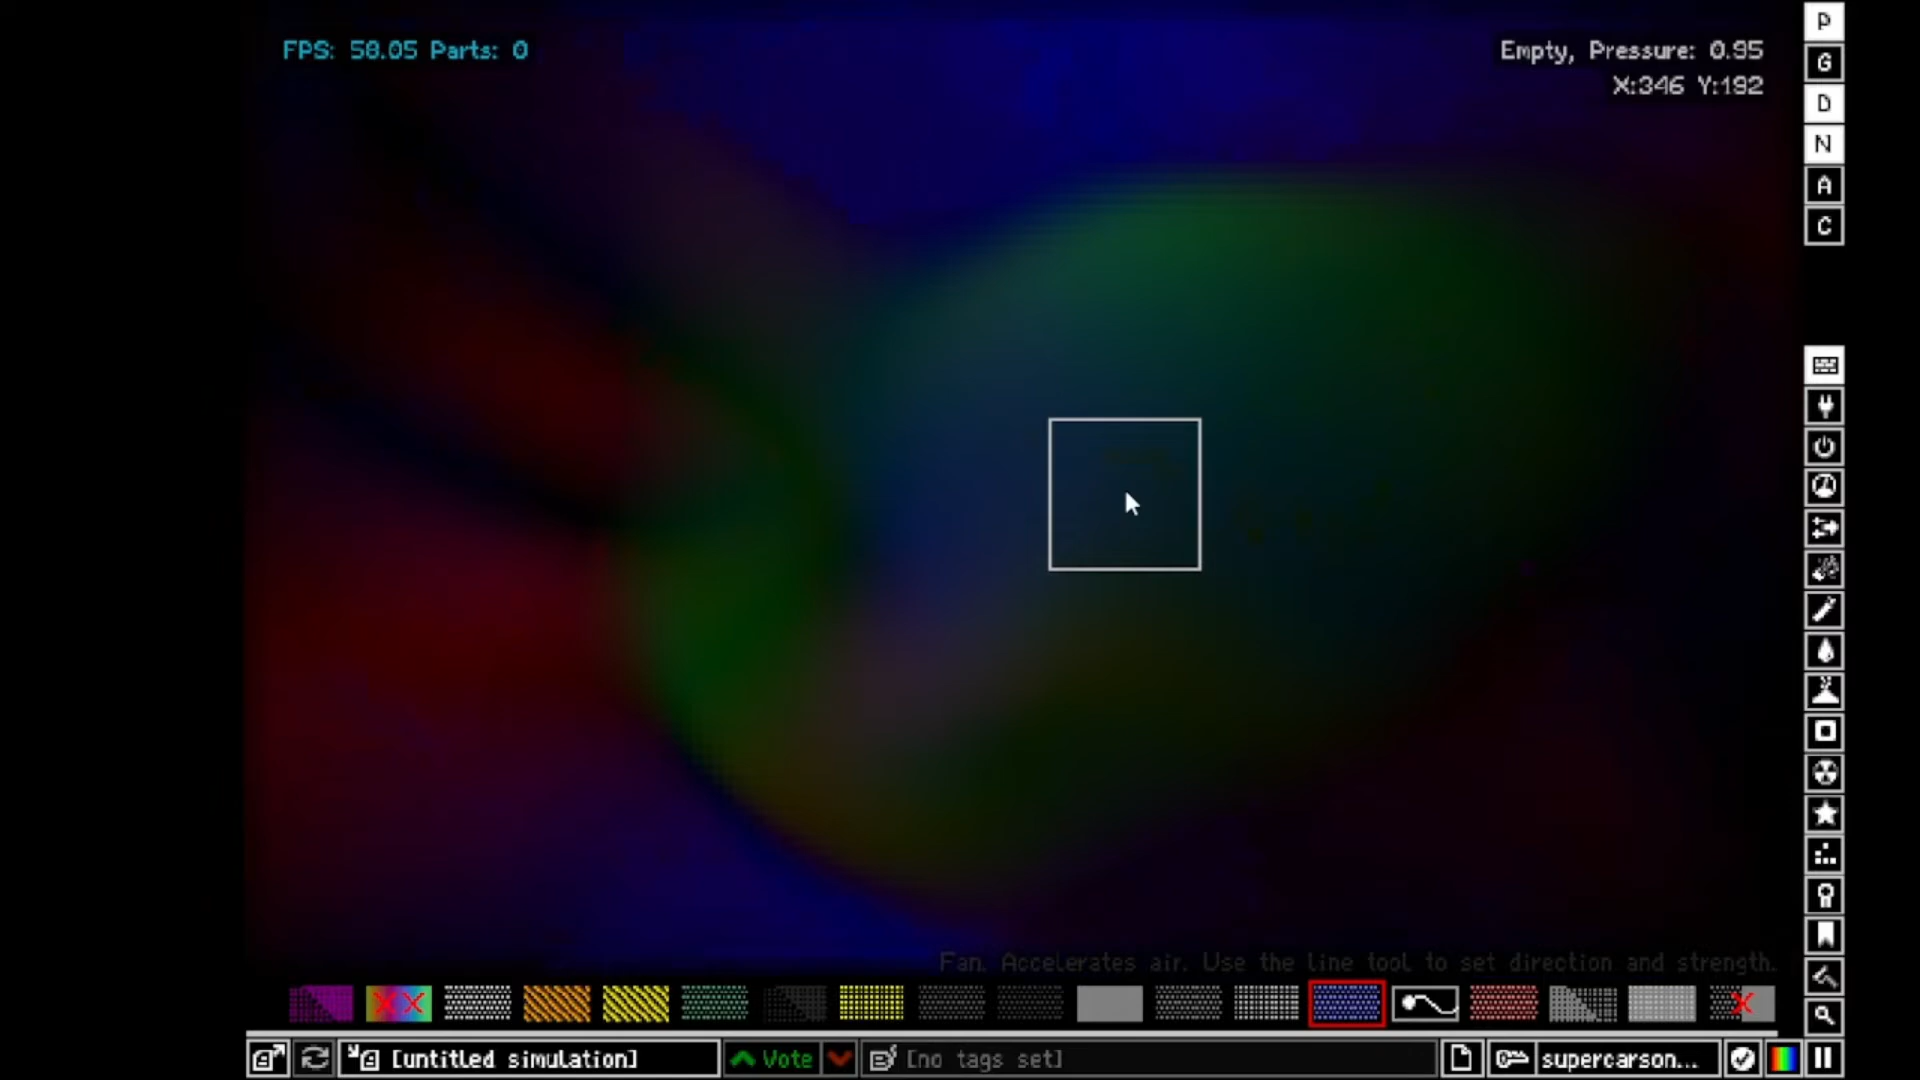 FPS: 58.05 Parts: 0
Empty, Pressure: 0.95
X:346 Y:192
P
G
D
N
A
C
Fan. Accelerates air. Use the line tool to set direction and strength.
[untitled simulation]
Vote
[no tags set]
supercarson...